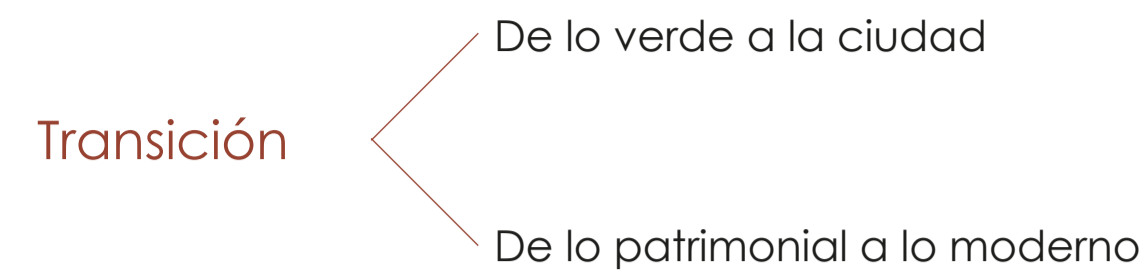 De lo verde a la ciudad
Transición
De lo patrimonial a lo moderno